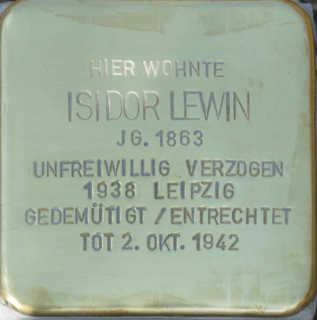 HIER WOHNTE
ISIDOR LEWIN
JG. 1863
UNFREIWILLIG VERZOGEN
1938 LEIPZIG
GEDEMÜTIGT / ENTRECHTET
TOT 2. OKT. 1942